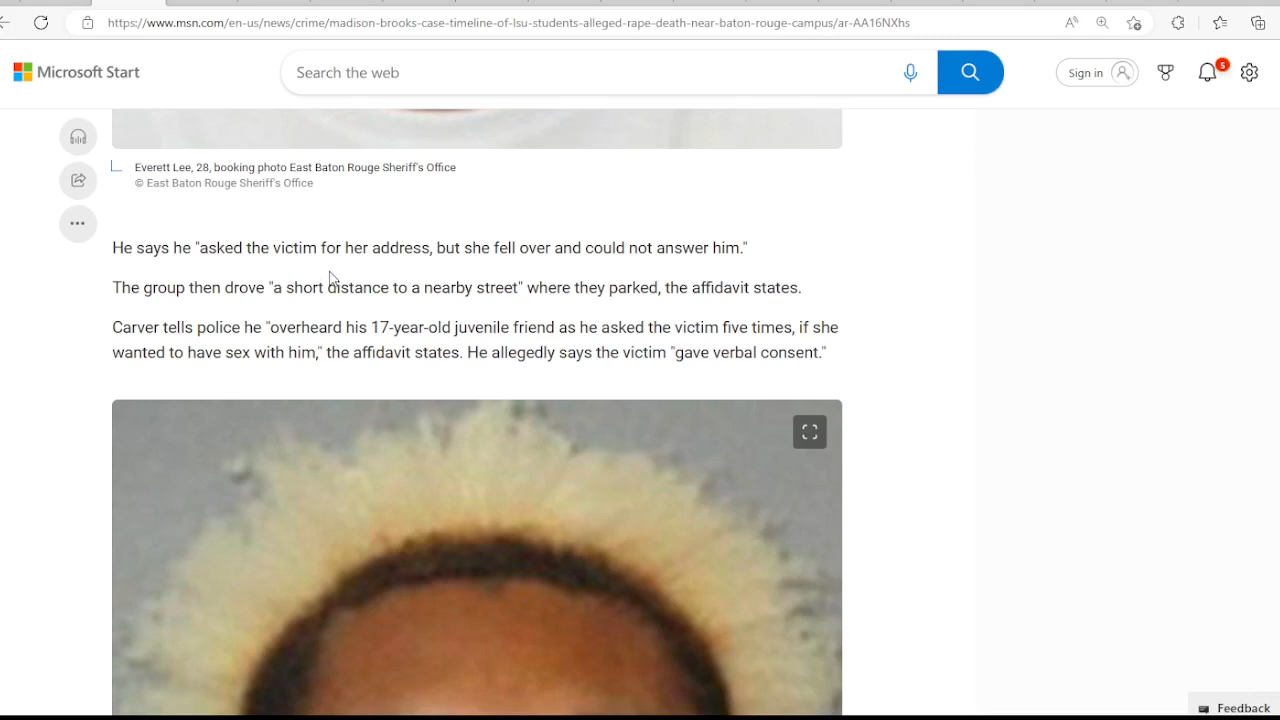 https://www.msn.com/en-us/news/crime/madison-brooks-case-timeline-of-lsu-students-alleged-rape-death-near-baton-rouge-campus/ar-AA16NXhs
Microsoft Start
Search the web
Sign in
5
Everett Lee, 28, booking photo East Baton Rouge Sheriff's Office
© East Baton Rouge Sheriff's Office
He says he "asked the victim for her address, but she fell over and could not answer him."
The group then drove "a short distance to a nearby street" where they parked, the affidavit states.
Carver tells police he "overheard his 17-year-old juvenile friend as he asked the victim five times, if she
wanted to have sex with him," the affidavit states. He allegedly says the victim "gave verbal consent."
Feedback